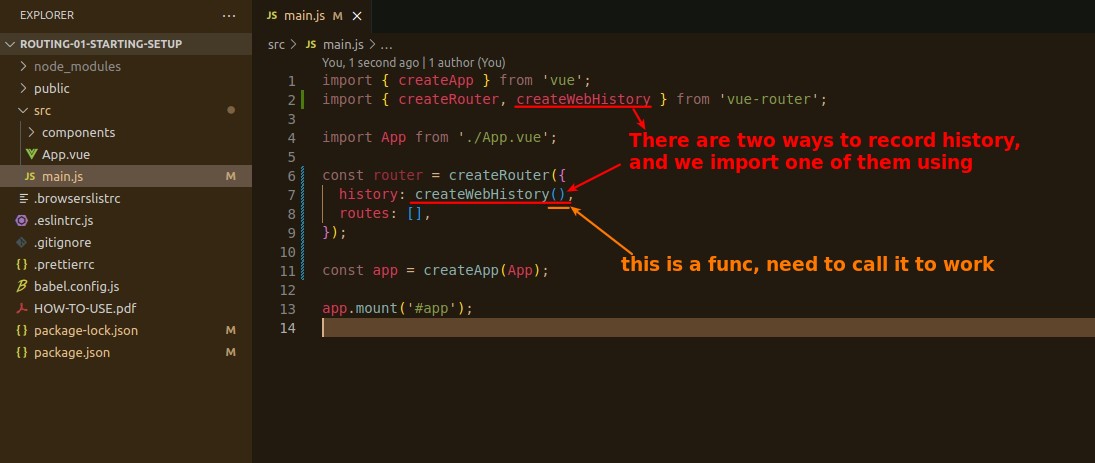 EXPLORER
ROUTING-01-STARTING-SETUP
node_modules
public
src
components
App.vue
JS main.js M
.browserslistrc
.eslintrc.js
.gitignore
{} .prettierrc
babel.config.js
HOW-TO-USE.pdf
{} package-lock.json M
{} package.json M
JS main.js M
src > JS main.js > ...
You, 1 second ago | 1 author (You)
1 import { createApp } from 'vue';
2 import { createRouter, createWebHistory } from 'vue-router';
3
4 import App from './App.vue';
5
6 const router = createRouter({
7 history: createWebHistory(),
8 routes: [],
9 });
10
11 const app = createApp(App);
12
13 app.mount('#app');
14
There are two ways to record history,
and we import one of them using
this is a func, need to call it to work